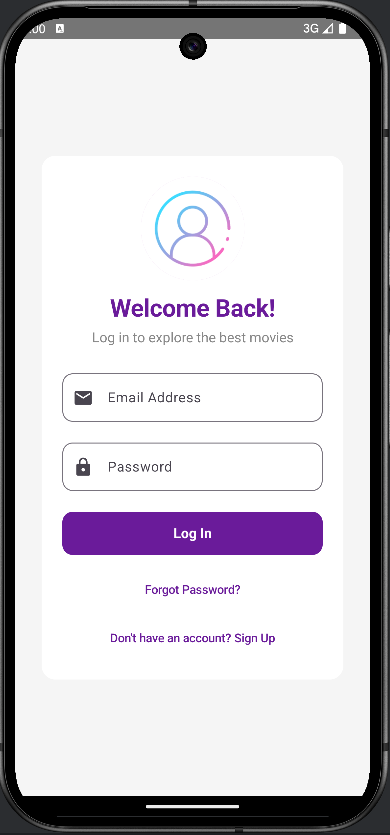 :00 A 3G
Welcome Back!
Log in to explore the best movies
Email Address
Password
Log In
Forgot Password?
Don't have an account? Sign Up